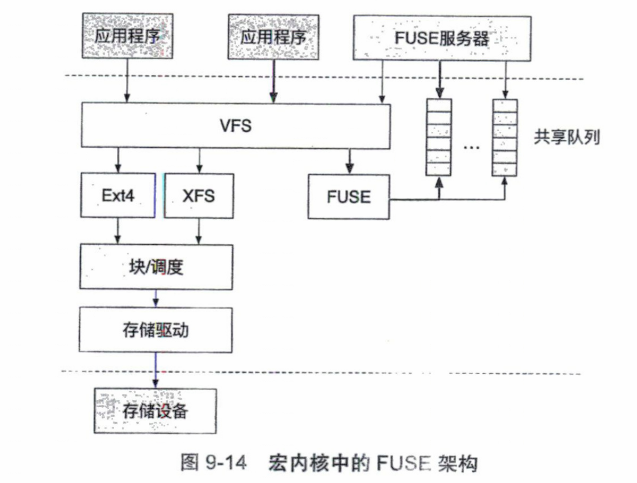 应用程序
应用程序
FUSE服务器
VFS
共享队列
...
Ext4
XFS
FUSE
块/调度
存储驱动
存储设备
图 9-14 宏内核中的 FUSE 架构